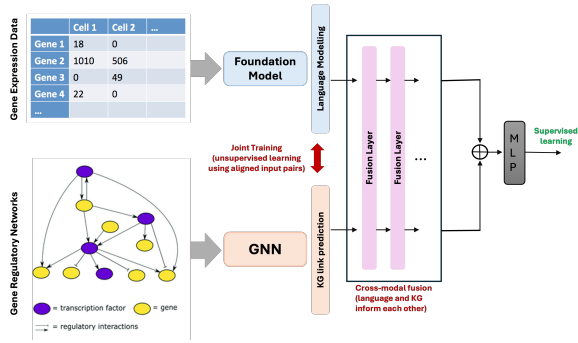 Gene Expression Data
Cell 1 Cell 2 ...
Gene 1 18 0
Gene 2 1010 506
Gene 3 0 49
Gene 4 22 0
...
Foundation
Model
Language Modelling
Joint Training
(unsupervised learning
using aligned input pairs)
Fusion Layer
Fusion Layer
...
MLP
Supervised
learning
Gene Regulatory Networks
GNN
KG link prediction
Cross-modal fusion
(language and KG
inform each other)
= transcription factor
= gene
= regulatory interactions